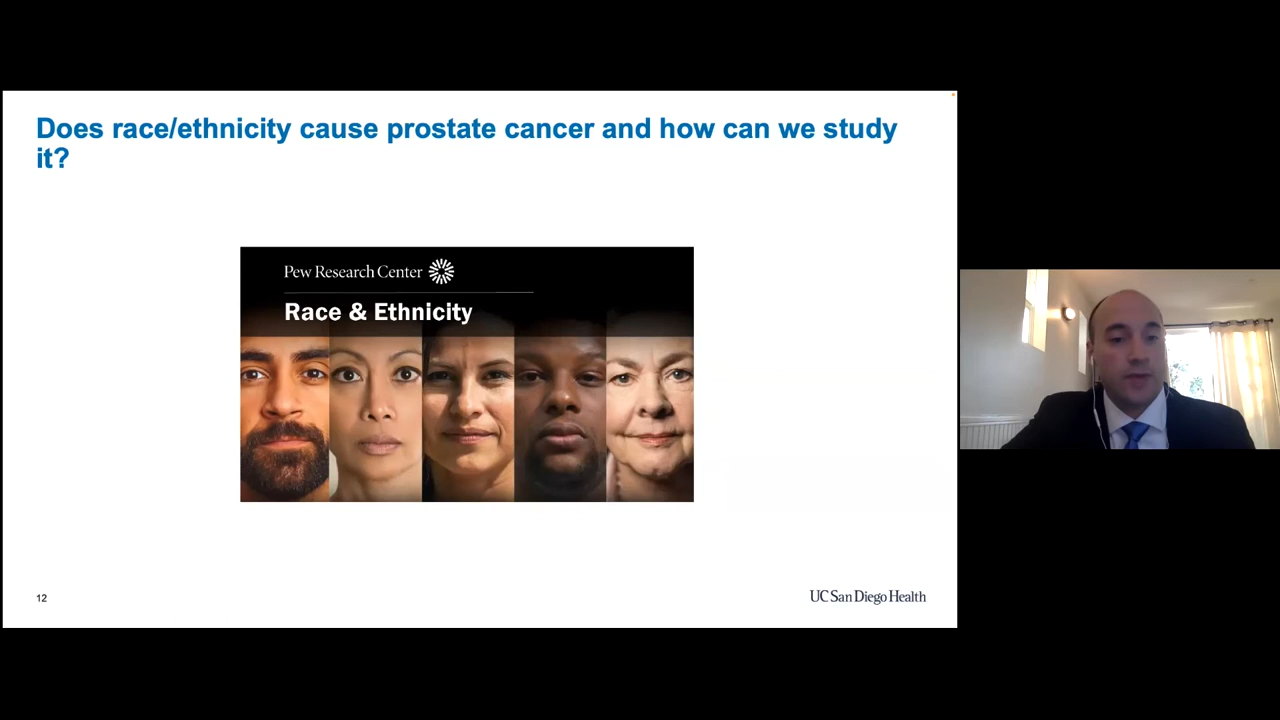 Does race/ethnicity cause prostate cancer and how can we study
it?
Pew Research Center
Race & Ethnicity
12
UC San Diego Health